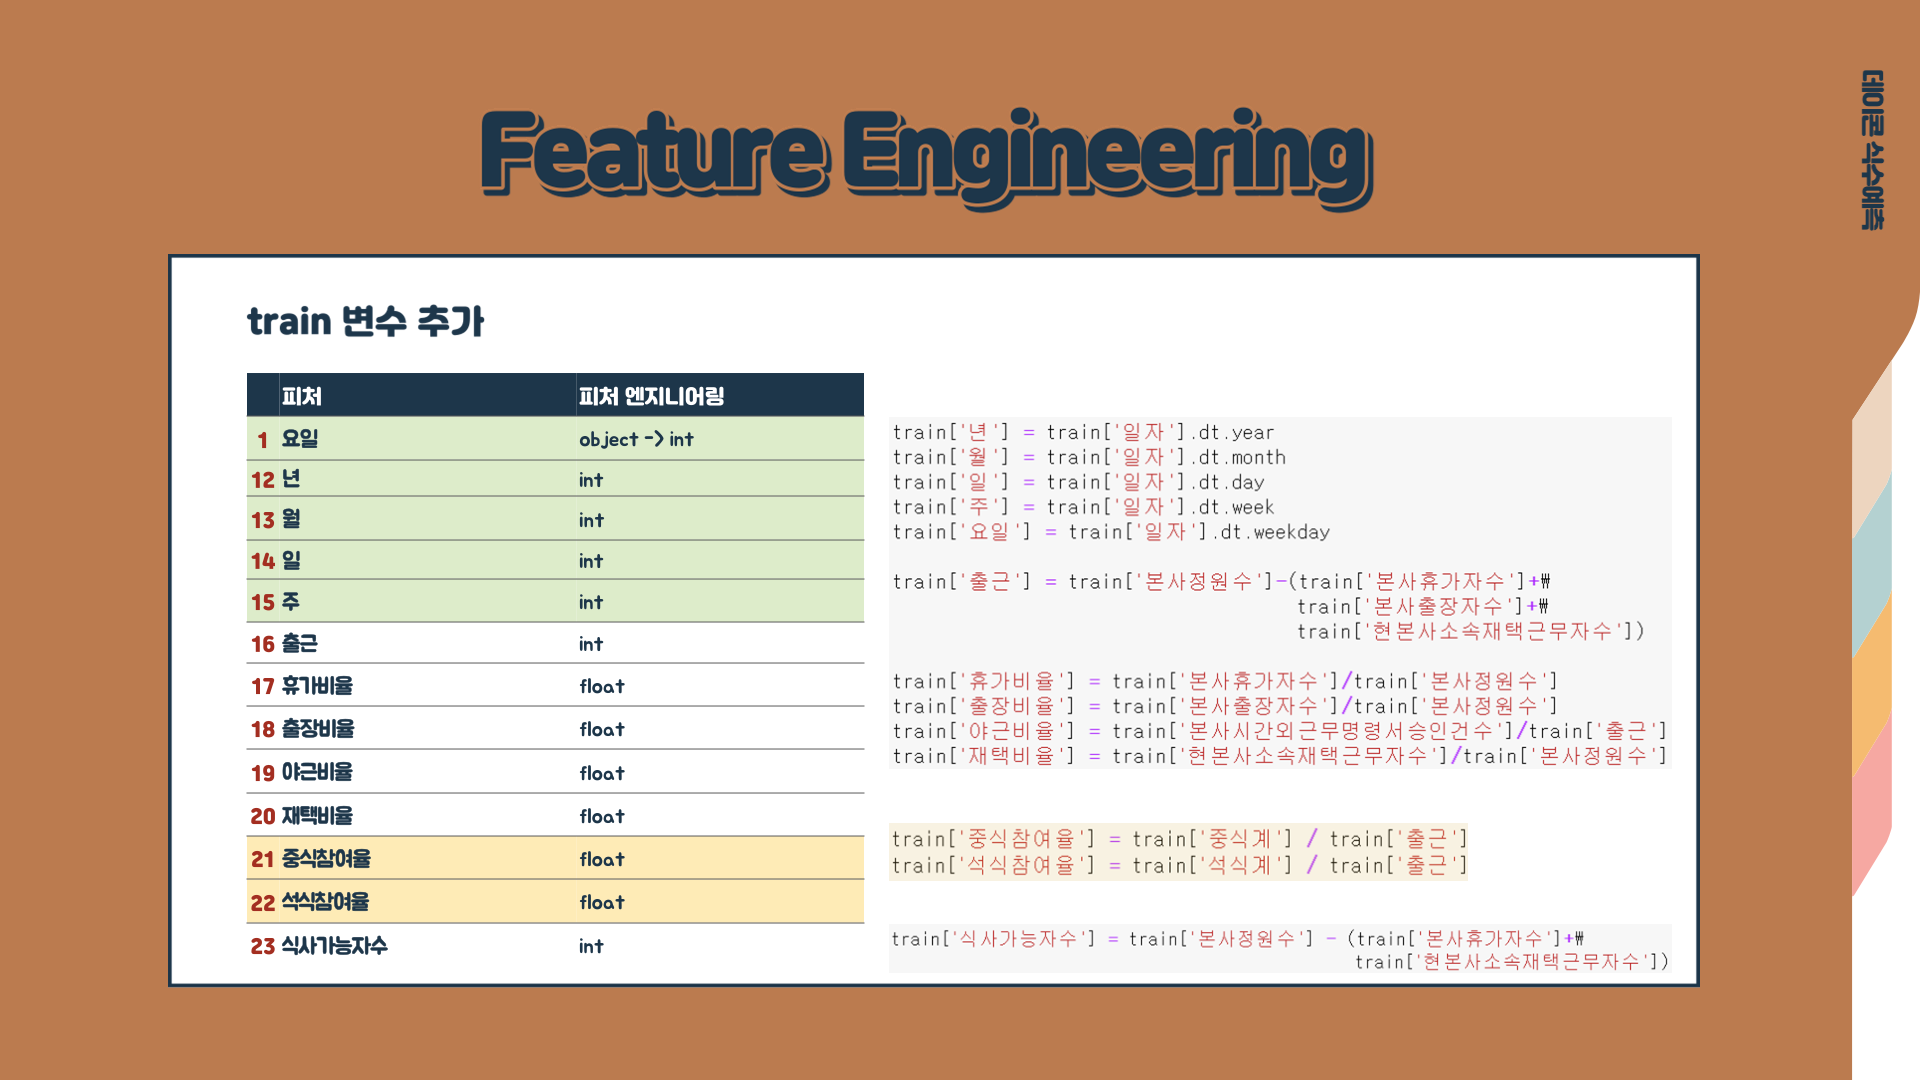 Feature Engineering
데이콘 식수예측
train 변수 추가
피처 피처 엔지니어링
1 요일 object -> int
12 년 int
13 월 int
14 일 int
15 주 int
16 출근 int
17 휴가비율 float
18 출장비율 float
19 야근비율 float
20 재택비율 float
21 중식참여율 float
22 석식참여율 float
23 식사가능자수 int
train['년'] = train['일자'].dt.year
train['월'] = train['일자'].dt.month
train['일'] = train['일자'].dt.day
train['주'] = train['일자'].dt.week
train['요일'] = train['일자'].dt.weekday
train['출근'] = train['본사정원수']-(train['본사휴가자수']+₩
train['본사출장자수']+₩
train['현본사소속재택근무자수'])
train['휴가비율'] = train['본사휴가자수']/train['본사정원수']
train['출장비율'] = train['본사출장자수']/train['본사정원수']
train['야근비율'] = train['본사시간외근무명령서승인건수']/train['출근']
train['재택비율'] = train['현본사소속재택근무자수']/train['본사정원수']
train['중식참여율'] = train['중식계'] / train['출근']
train['석식참여율'] = train['석식계'] / train['출근']
train['식사가능자수'] = train['본사정원수'] - (train['본사휴가자수']+₩
train['현본사소속재택근무자수'])